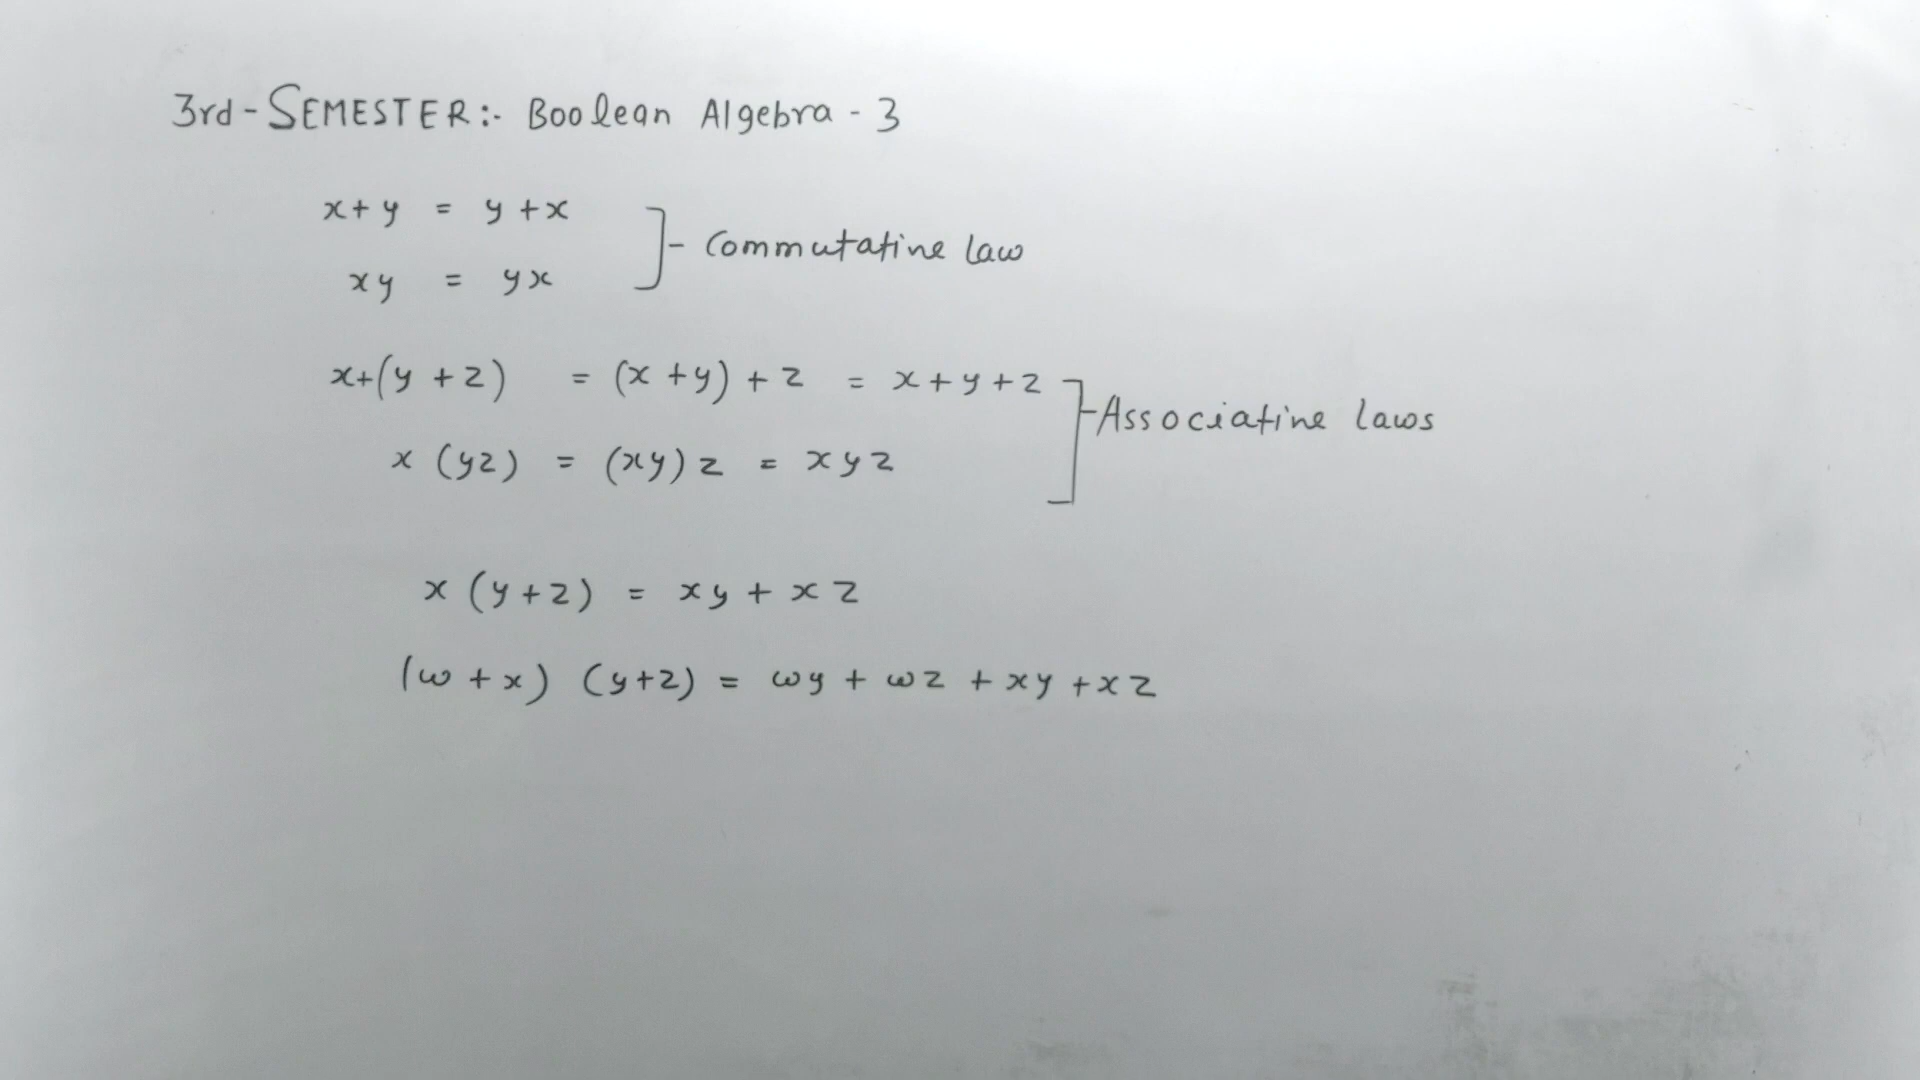 3rd-SEMESTER:- Boolean Algebra - 3
x+y = y+x
xy = yx
Commutative law
x+(y+z) = (x+y)+z = x+y+z
x(yz) = (xy)z = xyz
Associative laws
x(y+z) = xy+xz
(w+x)(y+z) = wy+wz+xy+xz